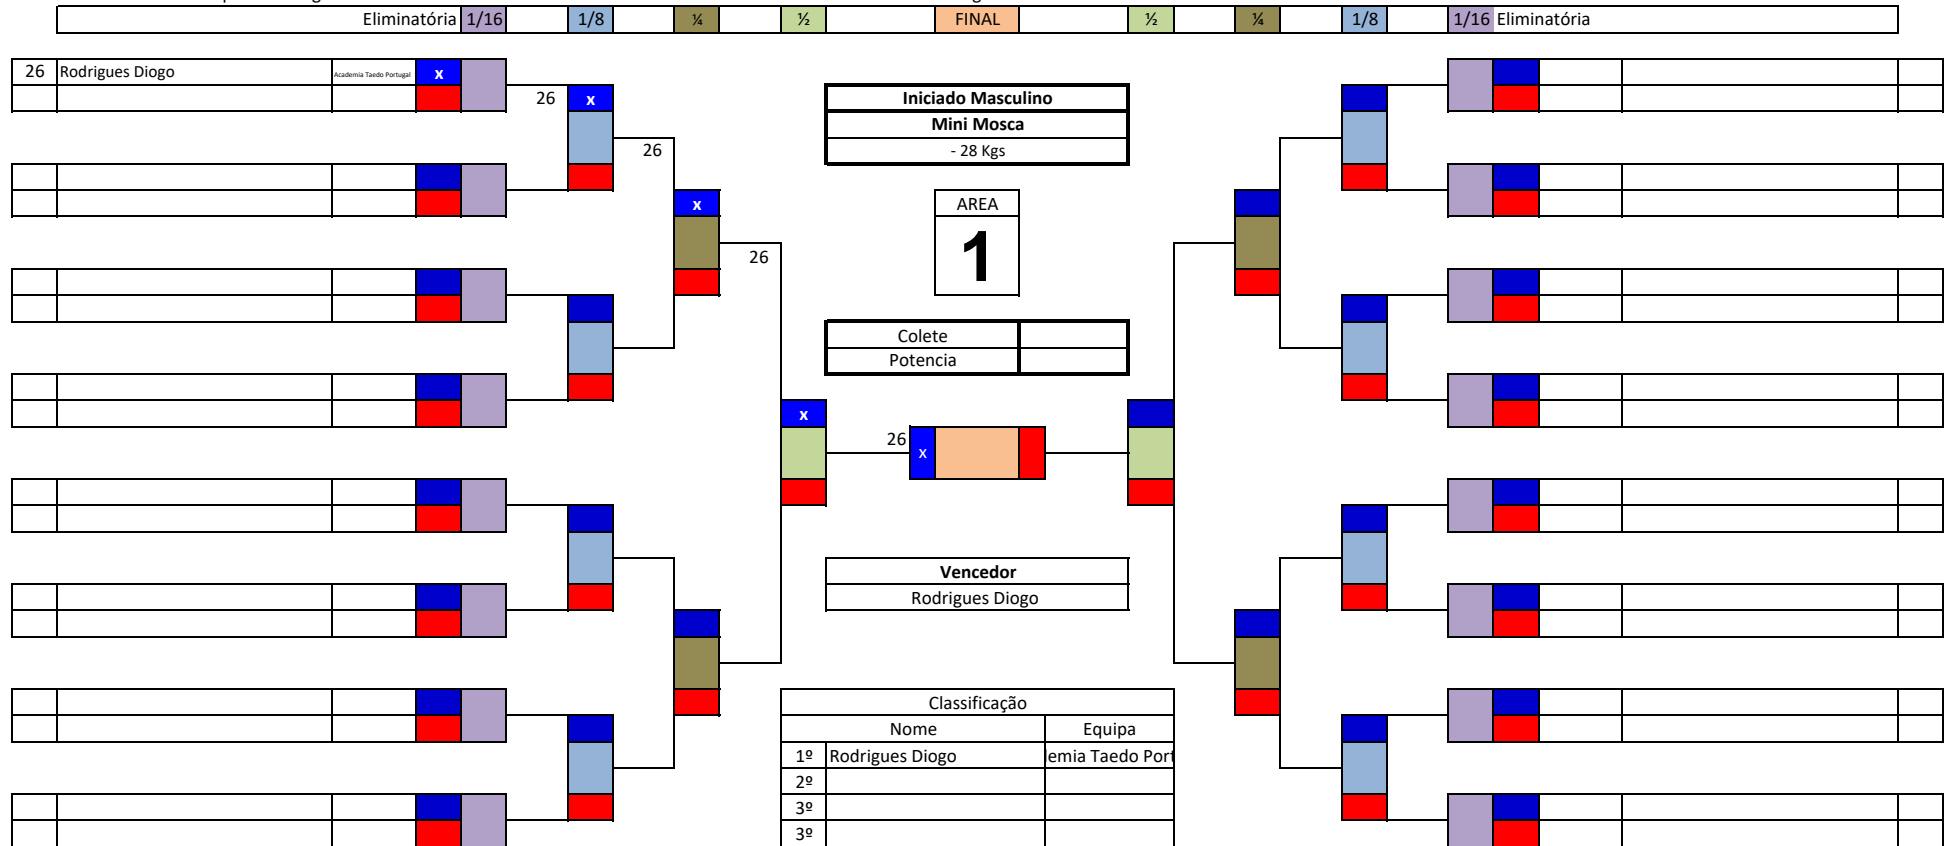 Eliminatória 1/16 1/8 ¼ ½ FINAL ½ ¼ 1/8 1/16 Eliminatória
26 Rodrigues Diogo Academia Taedo Portugal x
26 x
26
x
26
Iniciado Masculino
Mini Mosca
- 28 Kgs
AREA
1
Colete
Potencia
x
26 x
Vencedor
Rodrigues Diogo
Classificação
Nome Equipa
1º Rodrigues Diogo lemia Taedo Port
2º
3º
3º